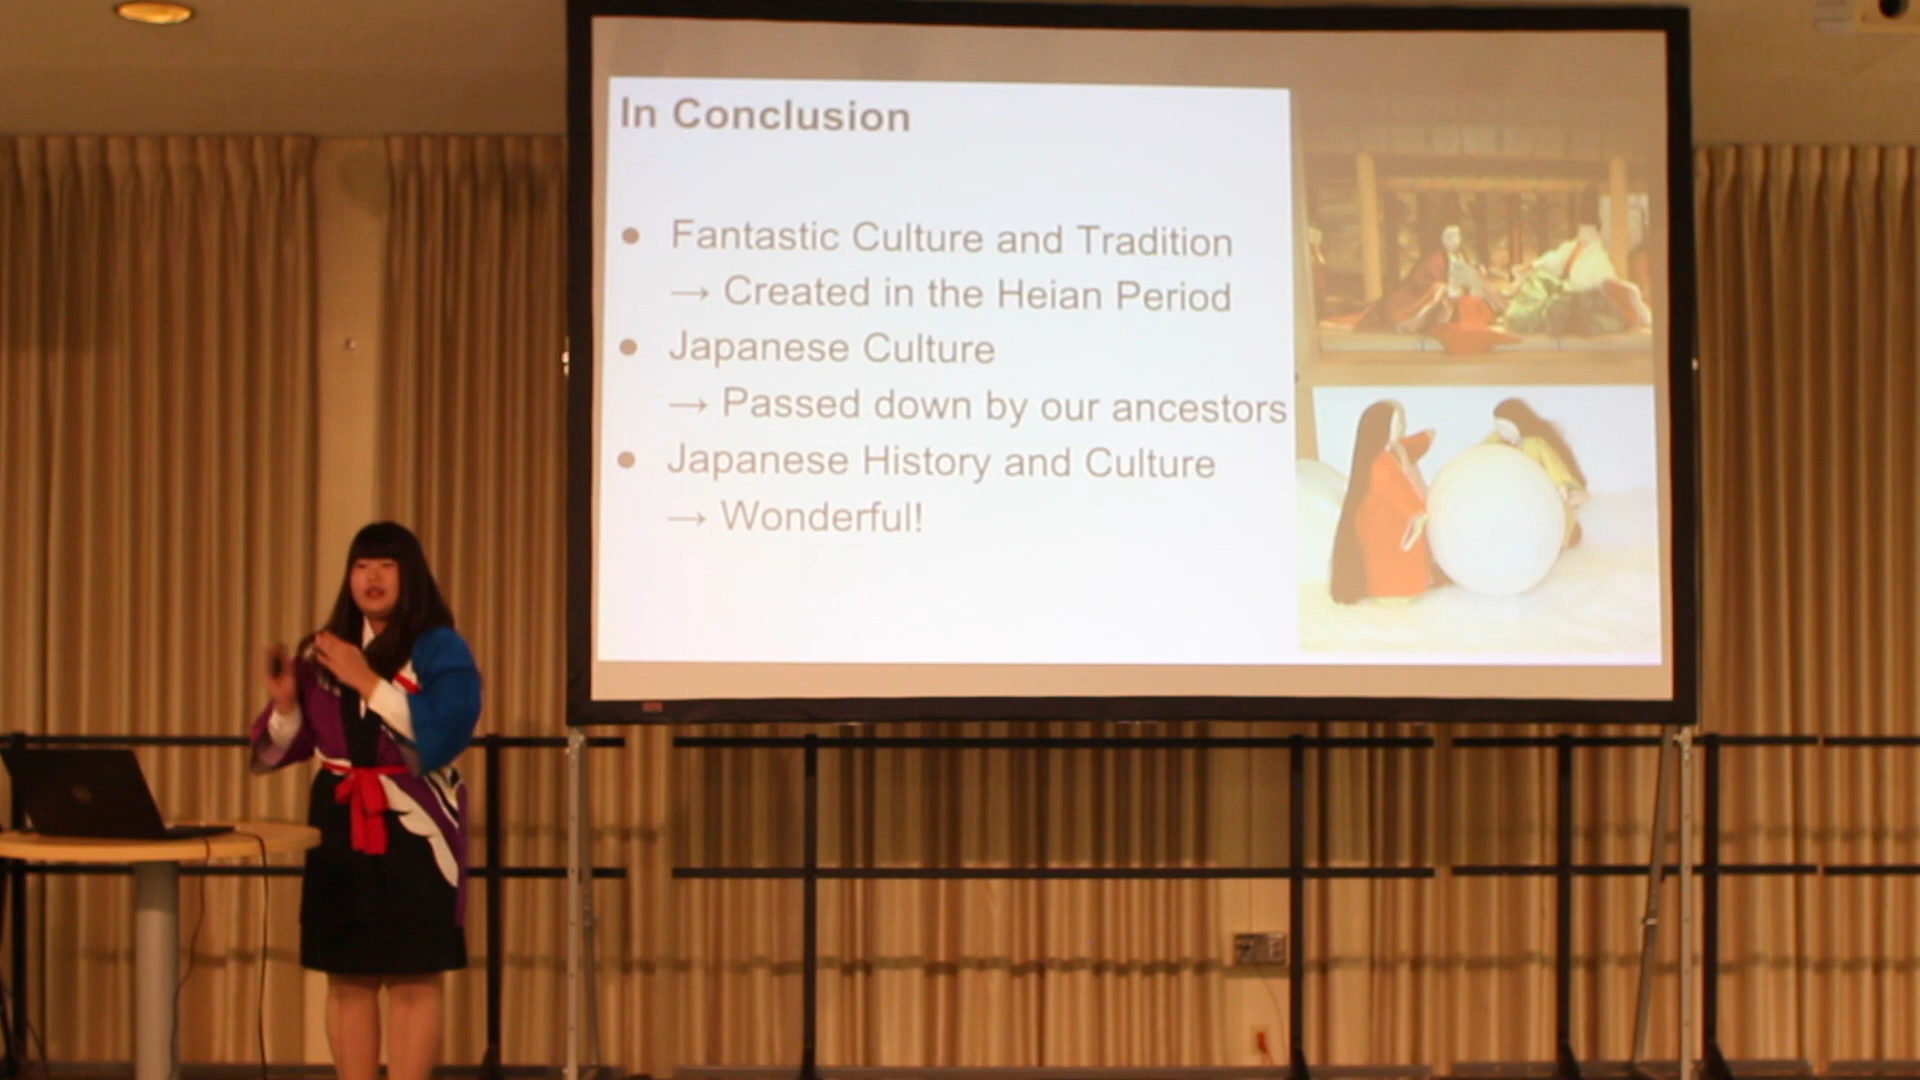 In Conclusion
● Fantastic Culture and Tradition
→ Created in the Heian Period
● Japanese Culture
→ Passed down by our ancestors
● Japanese History and Culture
→ Wonderful!